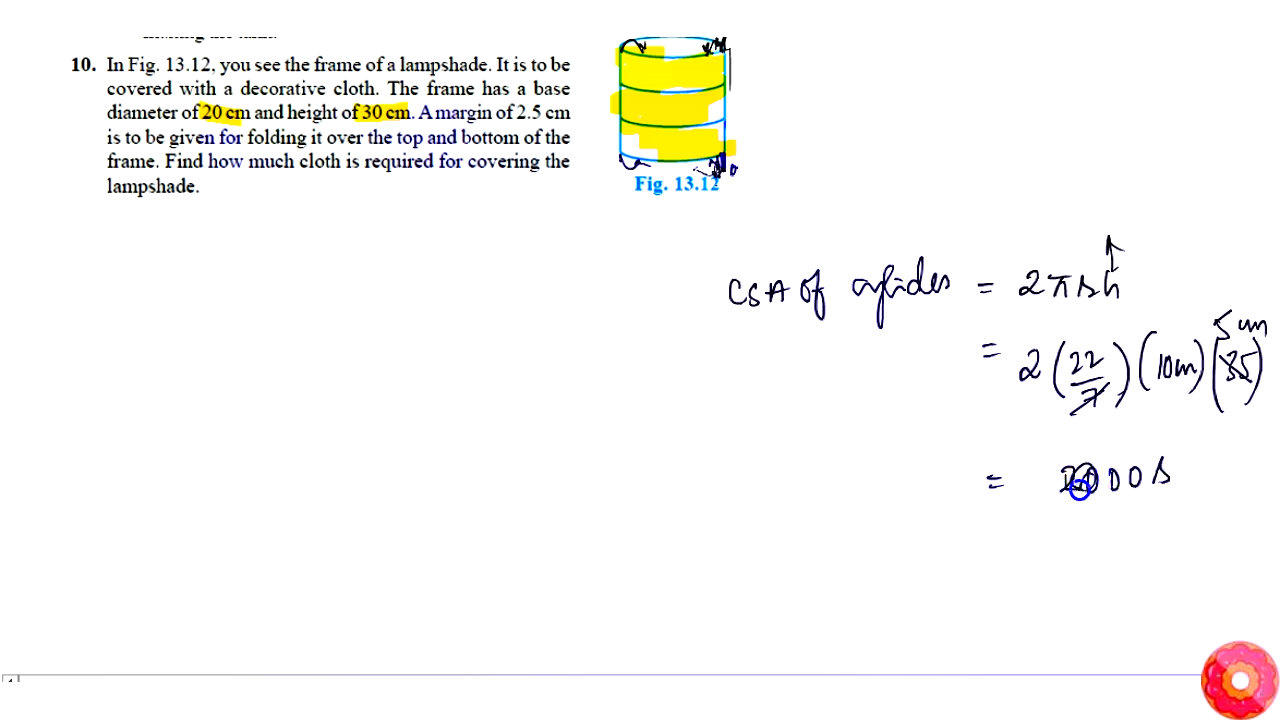 10. In Fig. 13.12, you see the frame of a lampshade. It is to be
covered with a decorative cloth. The frame has a base
diameter of 20 cm and height of 30 cm. A margin of 2.5 cm
is to be given for folding it over the top and bottom of the
frame. Find how much cloth is required for covering the
lampshade.
Fig. 13.12
CSA of = 2πrh
5 cm
= 2 (22/7) (10cm) (35)
=